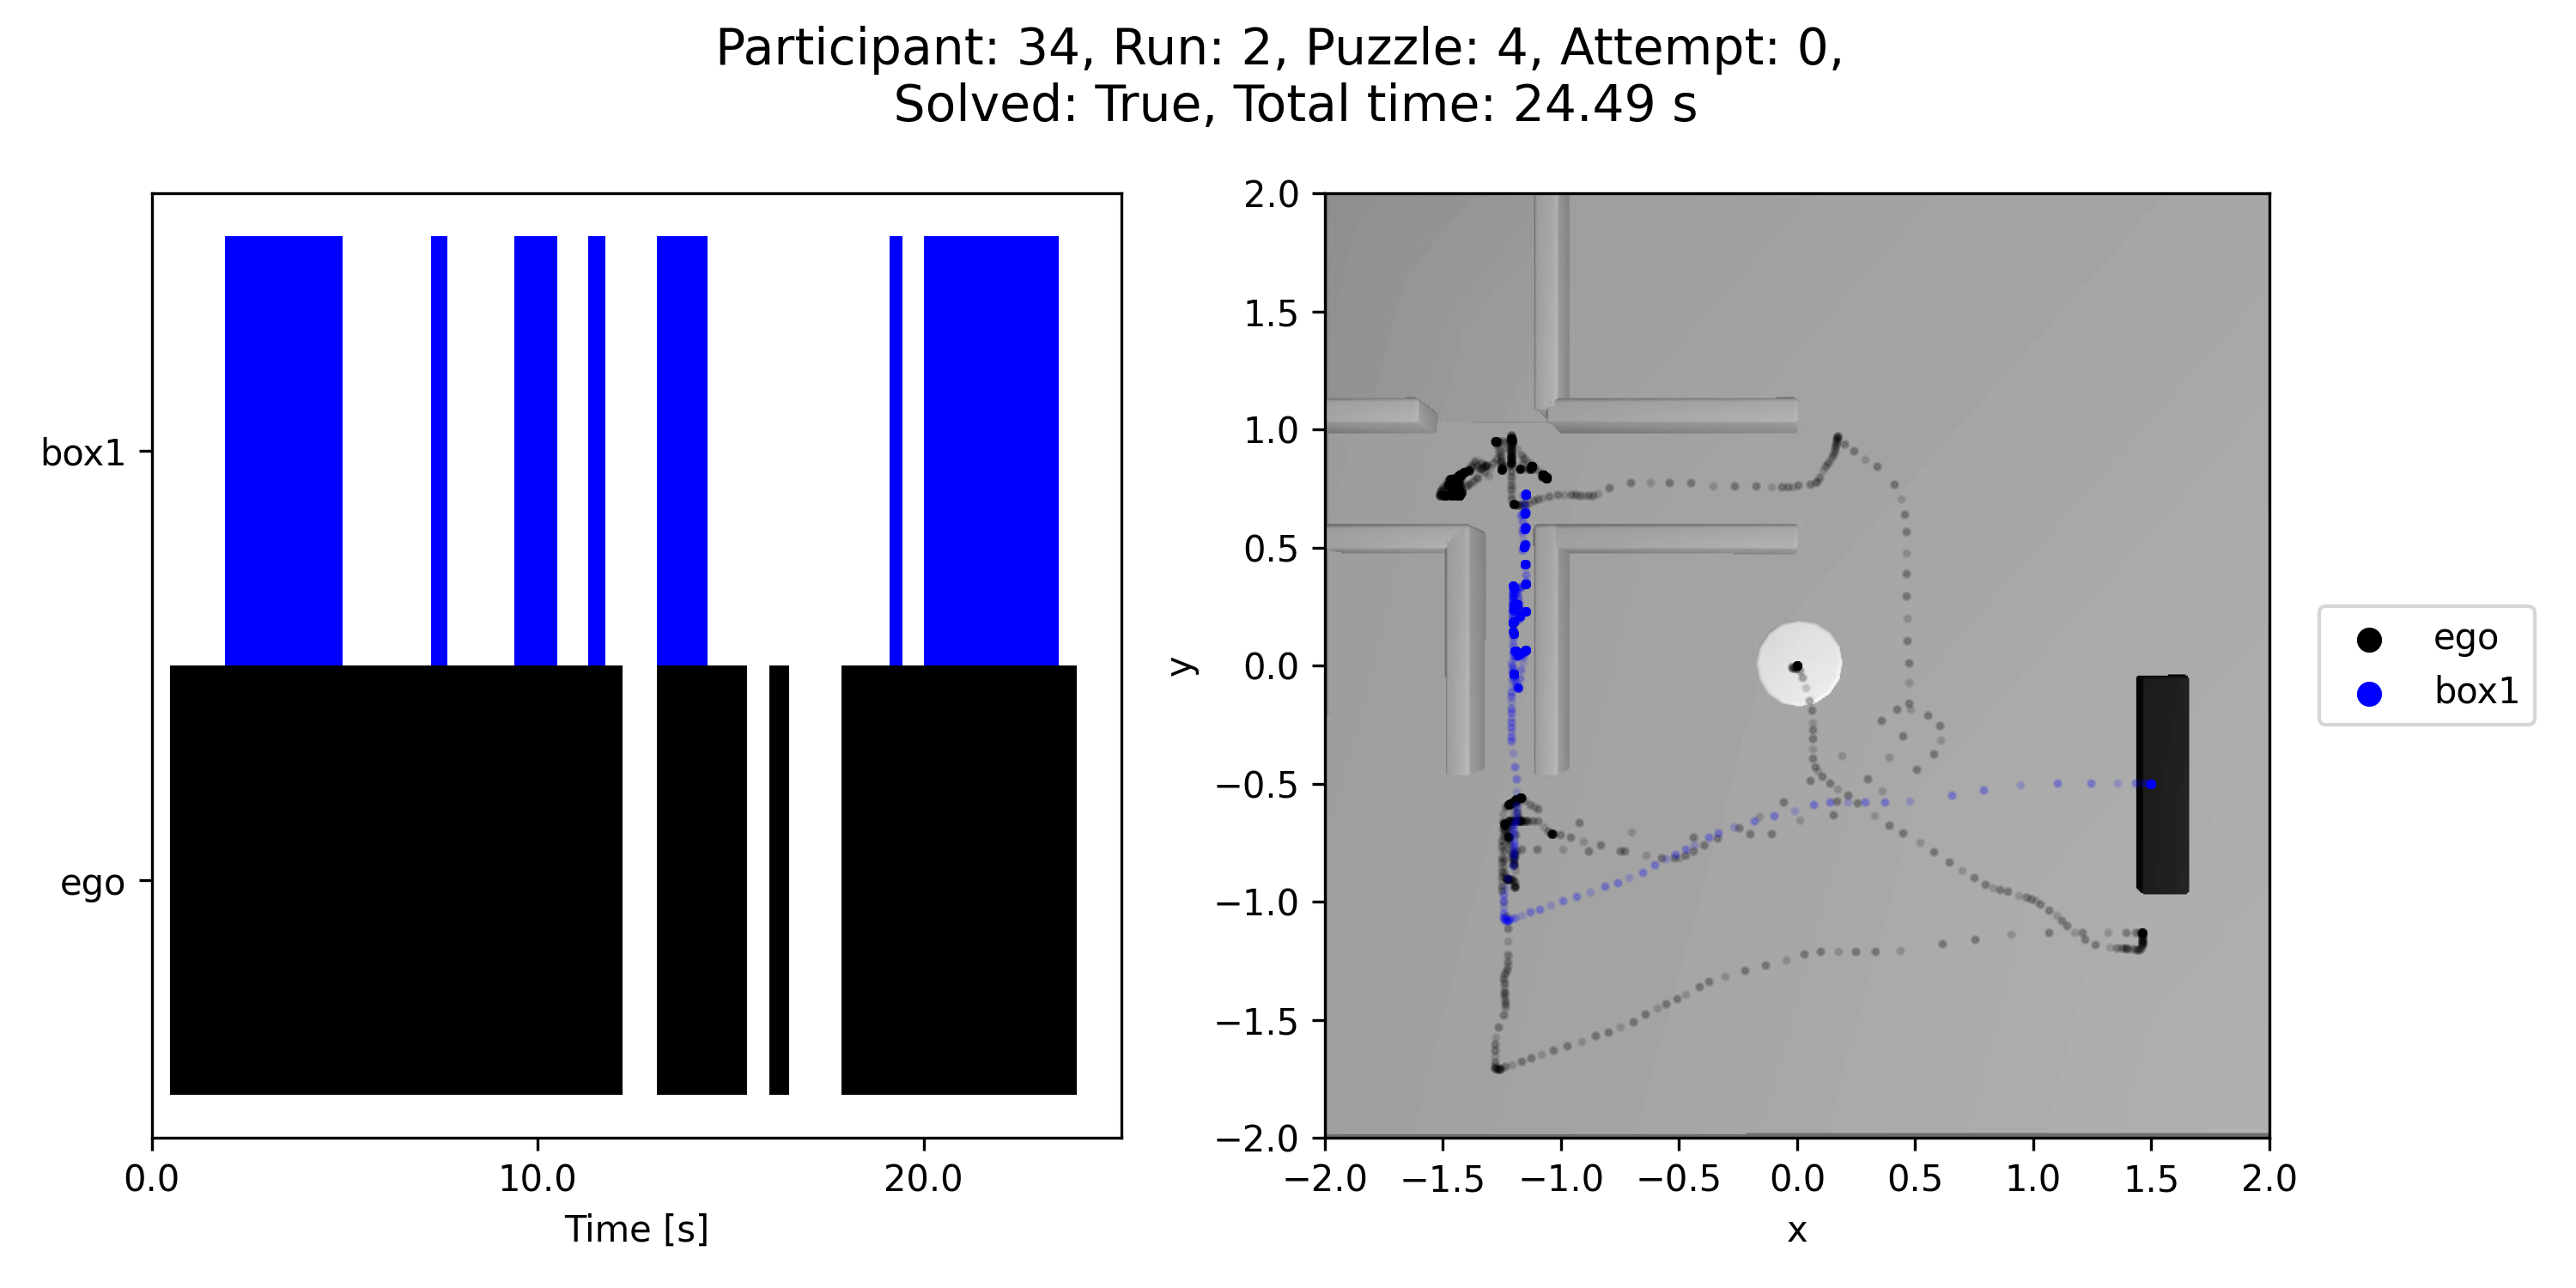 Participant: 34, Run: 2, Puzzle: 4, Attempt: 0,
Solved: True, Total time: 24.49 s
box1
ego
0.0
10.0
20.0
Time [s]
2.0
1.5
1.0
0.5
0.0
−0.5
−1.0
−1.5
−2.0
y
−2.0
−1.5
−1.0
−0.5
0.0
0.5
1.0
1.5
2.0
x
ego
box1